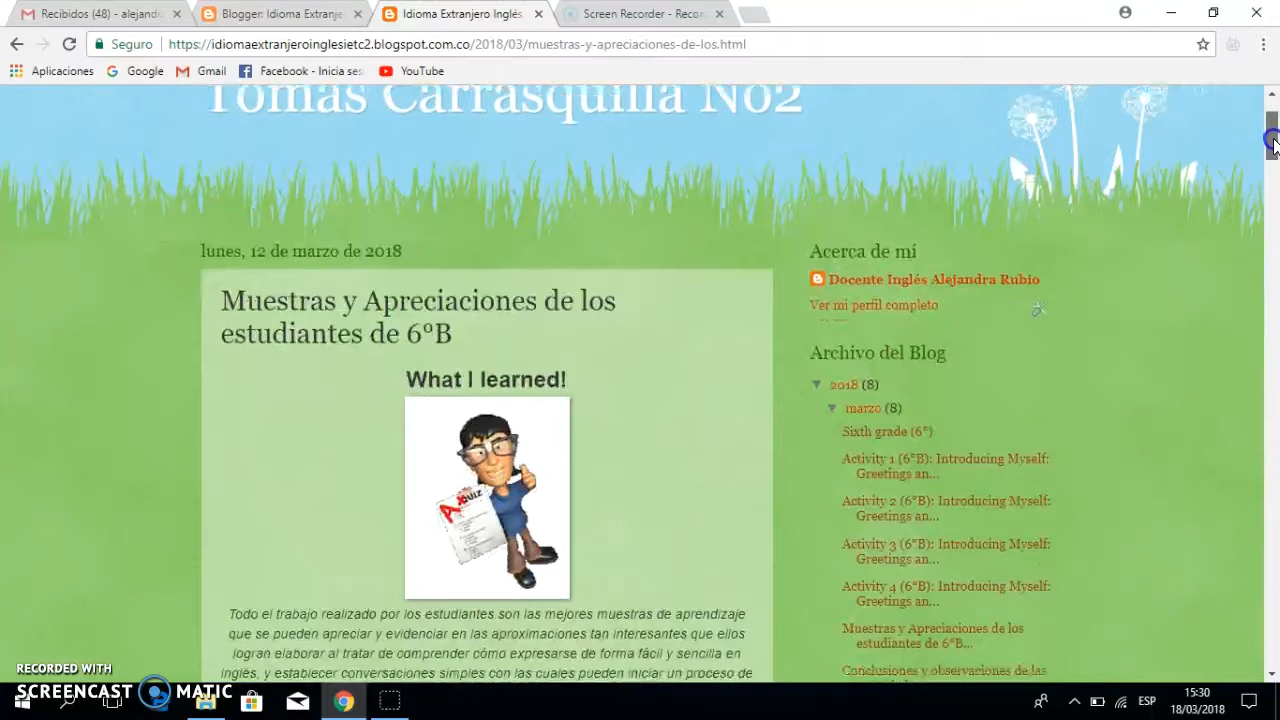 Recibidos (48) - alejand
Blogger: Idioma Extranje
Idioma Extranjero Inglés
Screen Recorder - Recor
Seguro
https://idiomaextranjeroinglesietc2.blogspot.com.co/2018/03/muestras-y-apreciaciones-de-los.html
Aplicaciones
Google
Gmail
Facebook - Inicia ses
YouTube
Tomas Carrasquilla No2
lunes, 12 de marzo de 2018
Muestras y Apreciaciones de los
estudiantes de 6°B
What I learned!
A+
Quiz
Todo el trabajo realizado por los estudiantes son las mejores muestras de aprendizaje
que se pueden apreciar y evidenciar en las aproximaciones tan interesantes que ellos
logran elaborar al tratar de comprender cómo expresarse de forma fácil y sencilla en
inglés, y establecer conversaciones simples con las cuales pueden iniciar un proceso de
Acerca de mí
Docente Inglés Alejandra Rubio
Ver mi perfil completo
Archivo del Blog
▼ 2018 (8)
▼ marzo (8)
Sixth grade (6°)
Activity 1 (6°B): Introducing Myself:
Greetings an...
Activity 2 (6°B): Introducing Myself:
Greetings an...
Activity 3 (6°B): Introducing Myself:
Greetings an...
Activity 4 (6°B): Introducing Myself:
Greetings an...
Muestras y Apreciaciones de los
estudiantes de 6°B...
Conclusiones y observaciones de las
RECORDED WITH
SCREENCAST MATIC
ESP
15:30
18/03/2018